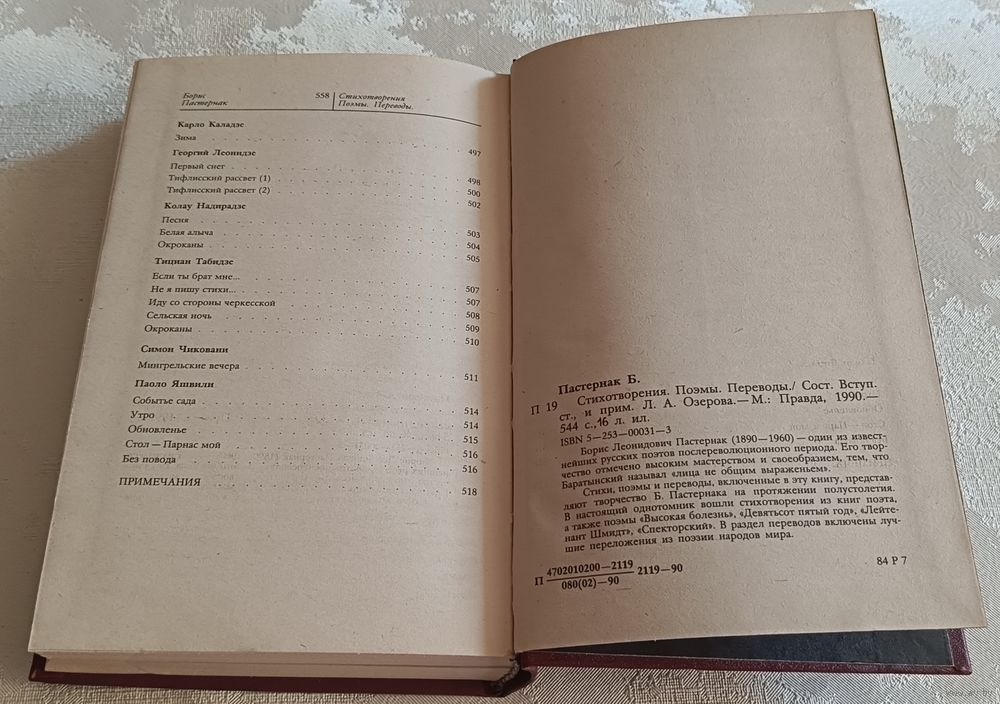 Борис 558 Стихотворения
Пастернак Поэмы. Переводы.
Карло Каладзе
Зима 497
Георгий Леонидзе
Первый снег 498
Тифлисский рассвет (1) 500
Тифлисский рассвет (2) 502
Колау Надирадзе
Песня 503
Белая алыча 504
Окроканы 505
Тициан Табидзе
Если ты брат мне... 507
Не я пишу стихи... 507
Иду со стороны черкесской 508
Сельская ночь 509
Окроканы 510
Симон Чиковани
Мингрельские вечера 511
Паоло Яшвили
Событье сада 514
Утро 514
Обновленье 515
Стол — Парнас мой 516
Без повода 516
ПРИМЕЧАНИЯ 518
Пастернак Б.
П 19 Стихотворения. Поэмы. Переводы./ Сост. Вступ.
ст., и прим. Л. А. Озерова.— М.: Правда, 1990.—
544 с.,16 л. ил.
ISBN 5—253—00031—3
Борис Леонидович Пастернак (1890—1960) — один из извест-
нейших русских поэтов послереволюционного периода. Его твор-
чество отмечено высоким мастерством и своеобразием, тем, что
Баратынский называл «лица не общим выраженьем».
Стихи, поэмы и переводы, включенные в эту книгу, представ-
ляют творчество Б. Пастернака на протяжении полустолетия.
В настоящий однотомник вошли стихотворения из книг поэта,
а также поэмы «Высокая болезнь», «Девятьсот пятый год», «Лейте-
нант Шмидт», «Спекторский». В раздел переводов включены луч-
шие переложения из поэзии народов мира.
П 4702010200—2119 2119—90
080(02)—90
84 Р 7